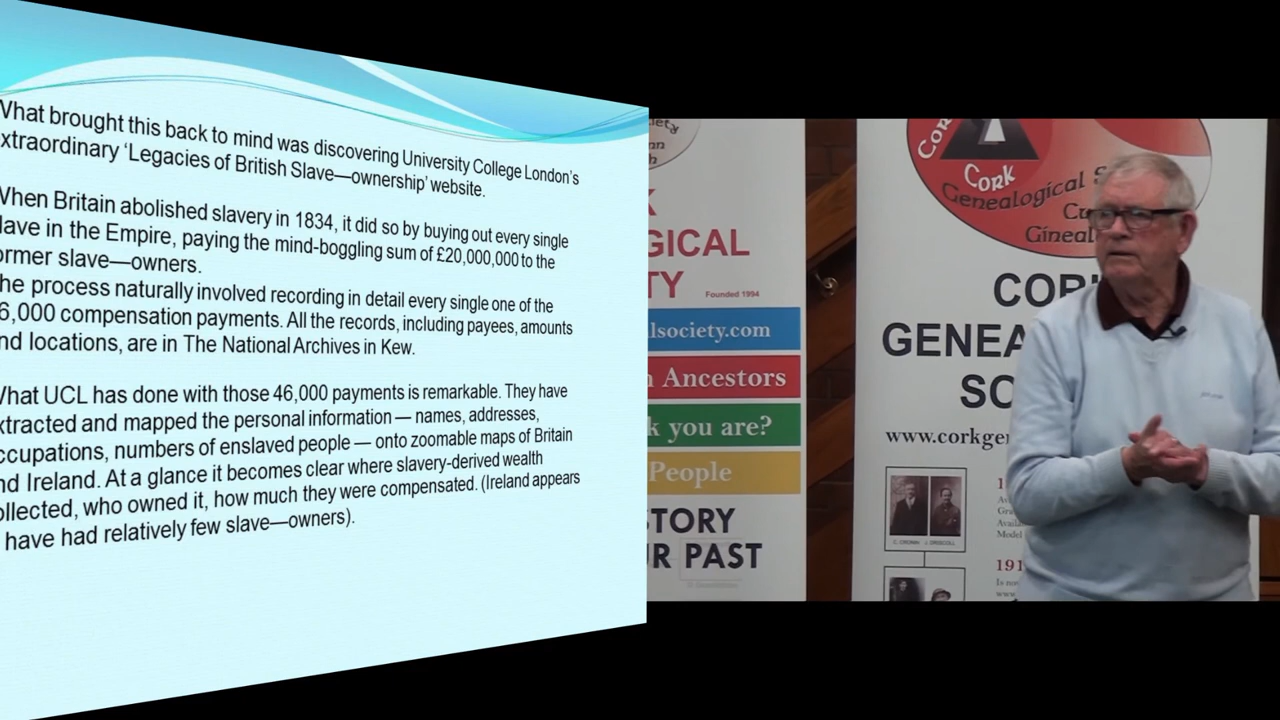 What brought this back to mind was discovering University College London's
xtraordinary 'Legacies of British Slave—ownership' website.
When Britain abolished slavery in 1834, it did so by buying out every single
lave in the Empire, paying the mind-boggling sum of £20,000,000 to the
ormer slave—owners.
he process naturally involved recording in detail every single one of the
6,000 compensation payments. All the records, including payees, amounts
nd locations, are in The National Archives in Kew.
What UCL has done with those 46,000 payments is remarkable. They have
xtracted and mapped the personal information — names, addresses,
ccupations, numbers of enslaved people — onto zoomable maps of Britain
nd Ireland. At a glance it becomes clear where slavery-derived wealth
ollected, who owned it, how much they were compensated. (Ireland appears
have had relatively few slave—owners).
GICAL
TY
Founded 1994
lsociety.com
Ancestors
k you are?
People
STORY
UR PAST
Cork
Cork
Genealogical S
Cu
Gineal
CORK
GENEA
SO
www.corkgen
191